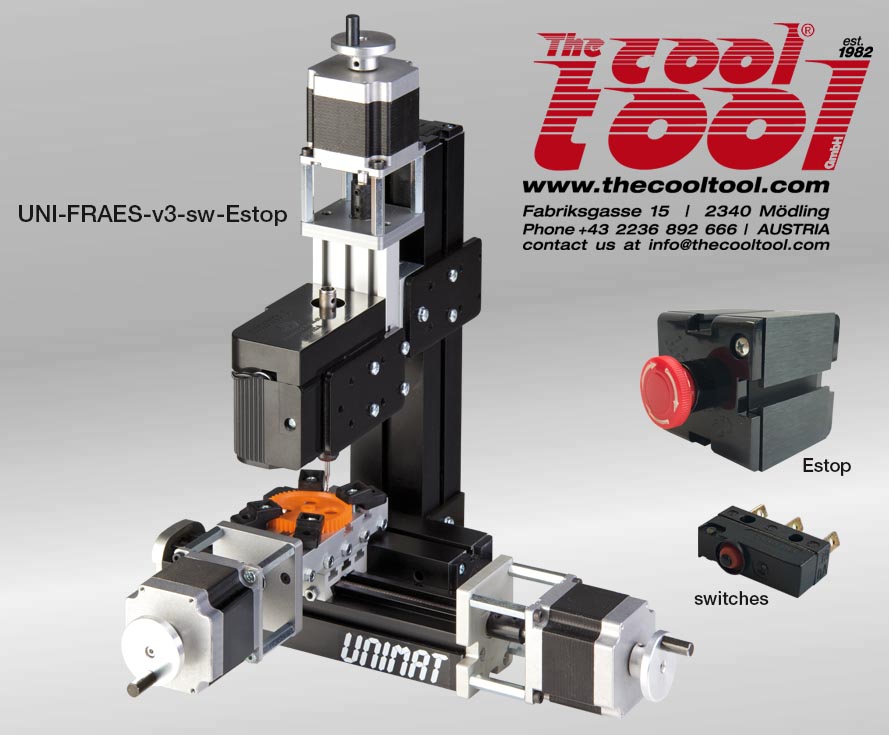 The
cool
tool
®
est.
1982
GmbH
www.thecooltool.com
Fabriksgasse 15 | 2340 Mödling
Phone +43 2236 892 666 | AUSTRIA
contact us at info@thecooltool.com
UNI-FRAES-v3-sw-Estop
Estop
switches
UNIMAT